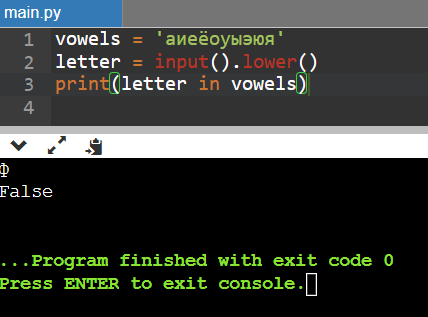 main.py
1 vowels = 'аиеёоуыэюя'
2 letter = input().lower()
3 print(letter in vowels)
4
Ф
False
...Program finished with exit code 0
Press ENTER to exit console.